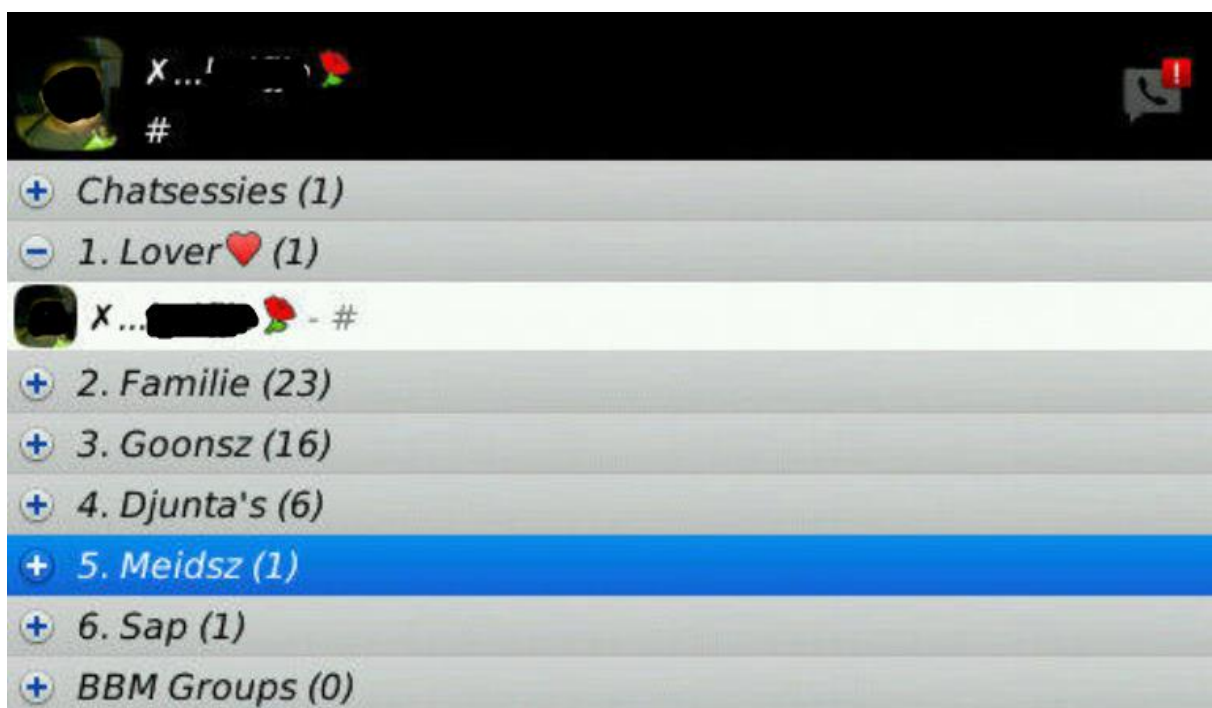 ✗...🌹
#
Chatsessies (1)
1. Lover❤ (1)
✗...🌹 - #
2. Familie (23)
3. Goonsz (16)
4. Djunta's (6)
5. Meidsz (1)
6. Sap (1)
BBM Groups (0)